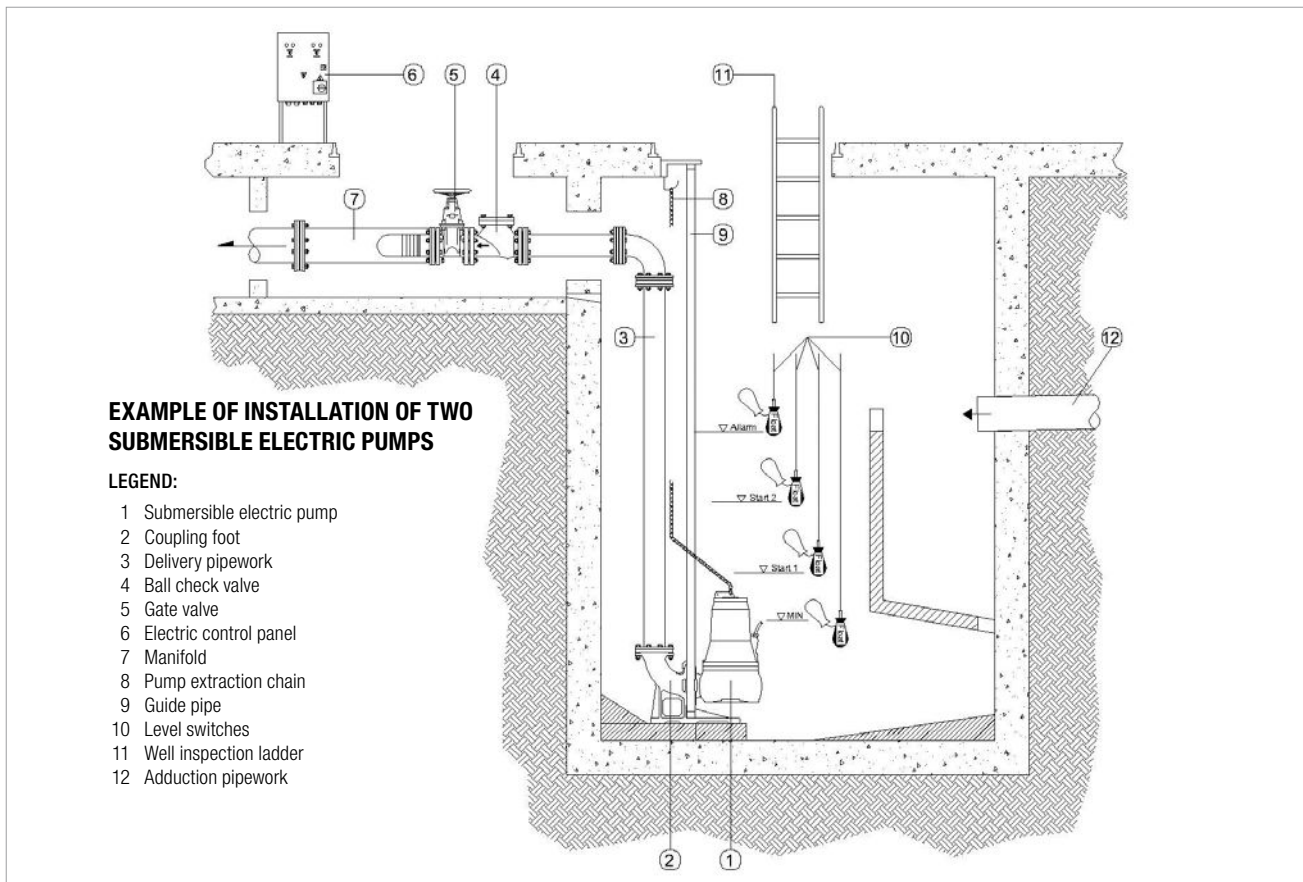 6
5
4
11
7
8
9
3
10
12
EXAMPLE OF INSTALLATION OF TWO
SUBMERSIBLE ELECTRIC PUMPS
LEGEND:
1 Submersible electric pump
2 Coupling foot
3 Delivery pipework
4 Ball check valve
5 Gate valve
6 Electric control panel
7 Manifold
8 Pump extraction chain
9 Guide pipe
10 Level switches
11 Well inspection ladder
12 Adduction pipework
Allarm
Start 2
Start 1
MIN
2
1